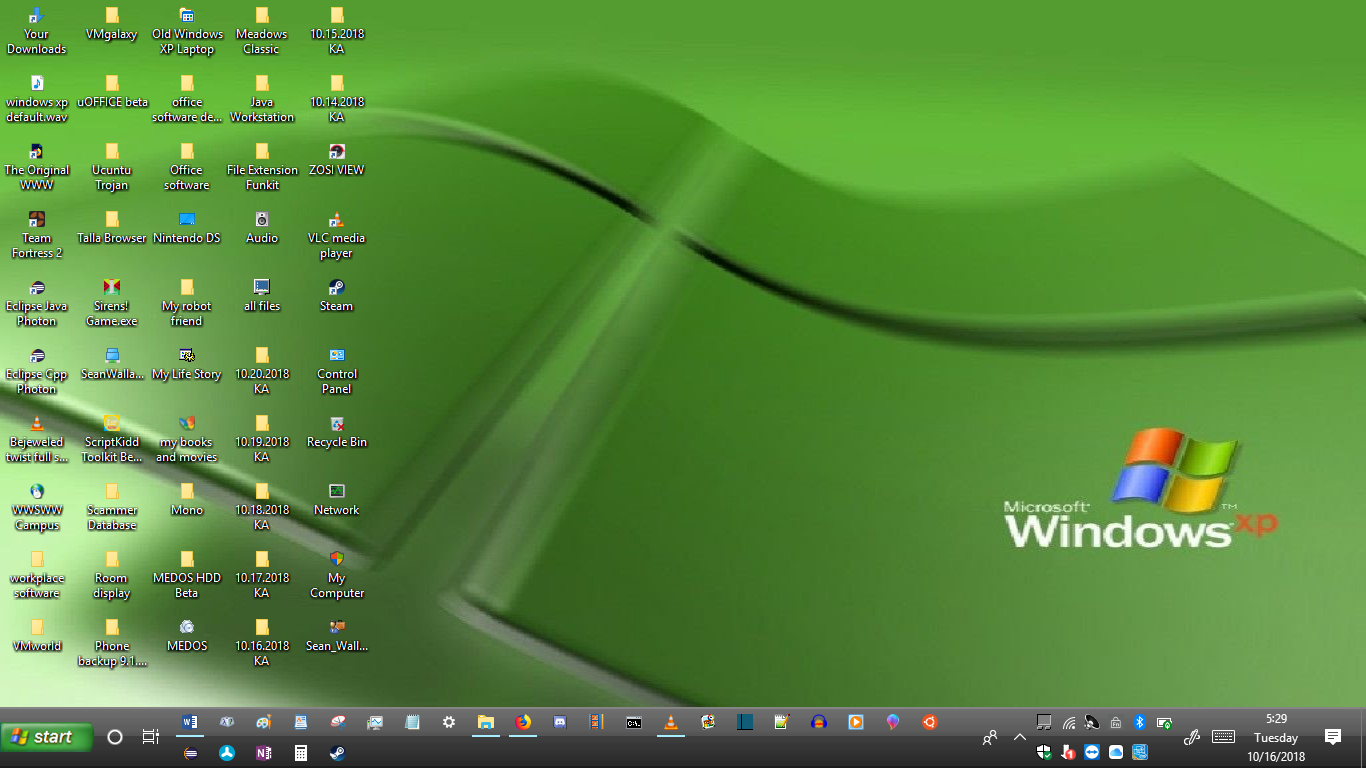 Your
Downloads
VMgalaxy
Old Windows
XP Laptop
Meadows
Classic
10.15.2018
KA
windows xp
default.wav
uOFFICE beta
office
software de...
Java
Workstation
10.14.2018
KA
The Original
WWW
Ucuntu
Trojan
Office
software
File Extension
Funkit
ZOSI VIEW
Team
Fortress 2
Talla Browser
Nintendo DS
Audio
VLC media
player
Eclipse Java
Photon
Sirens!
Game.exe
My robot
friend
all files
Steam
Eclipse Cpp
Photon
SeanWalla...
My Life Story
10.20.2018
KA
Control
Panel
Bejeweled
twist full s...
ScriptKidd
Toolkit Be...
my books
and movies
10.19.2018
KA
Recycle Bin
WWSWW
Campus
Scammer
Database
Mono
10.18.2018
KA
Network
workplace
software
Room
display
MEDOS HDD
Beta
10.17.2018
KA
My
Computer
VMworld
Phone
backup 9.1....
MEDOS
10.16.2018
KA
Sean_Wall...
Microsoft®
Windows xp
TM
start
5:29
Tuesday
10/16/2018